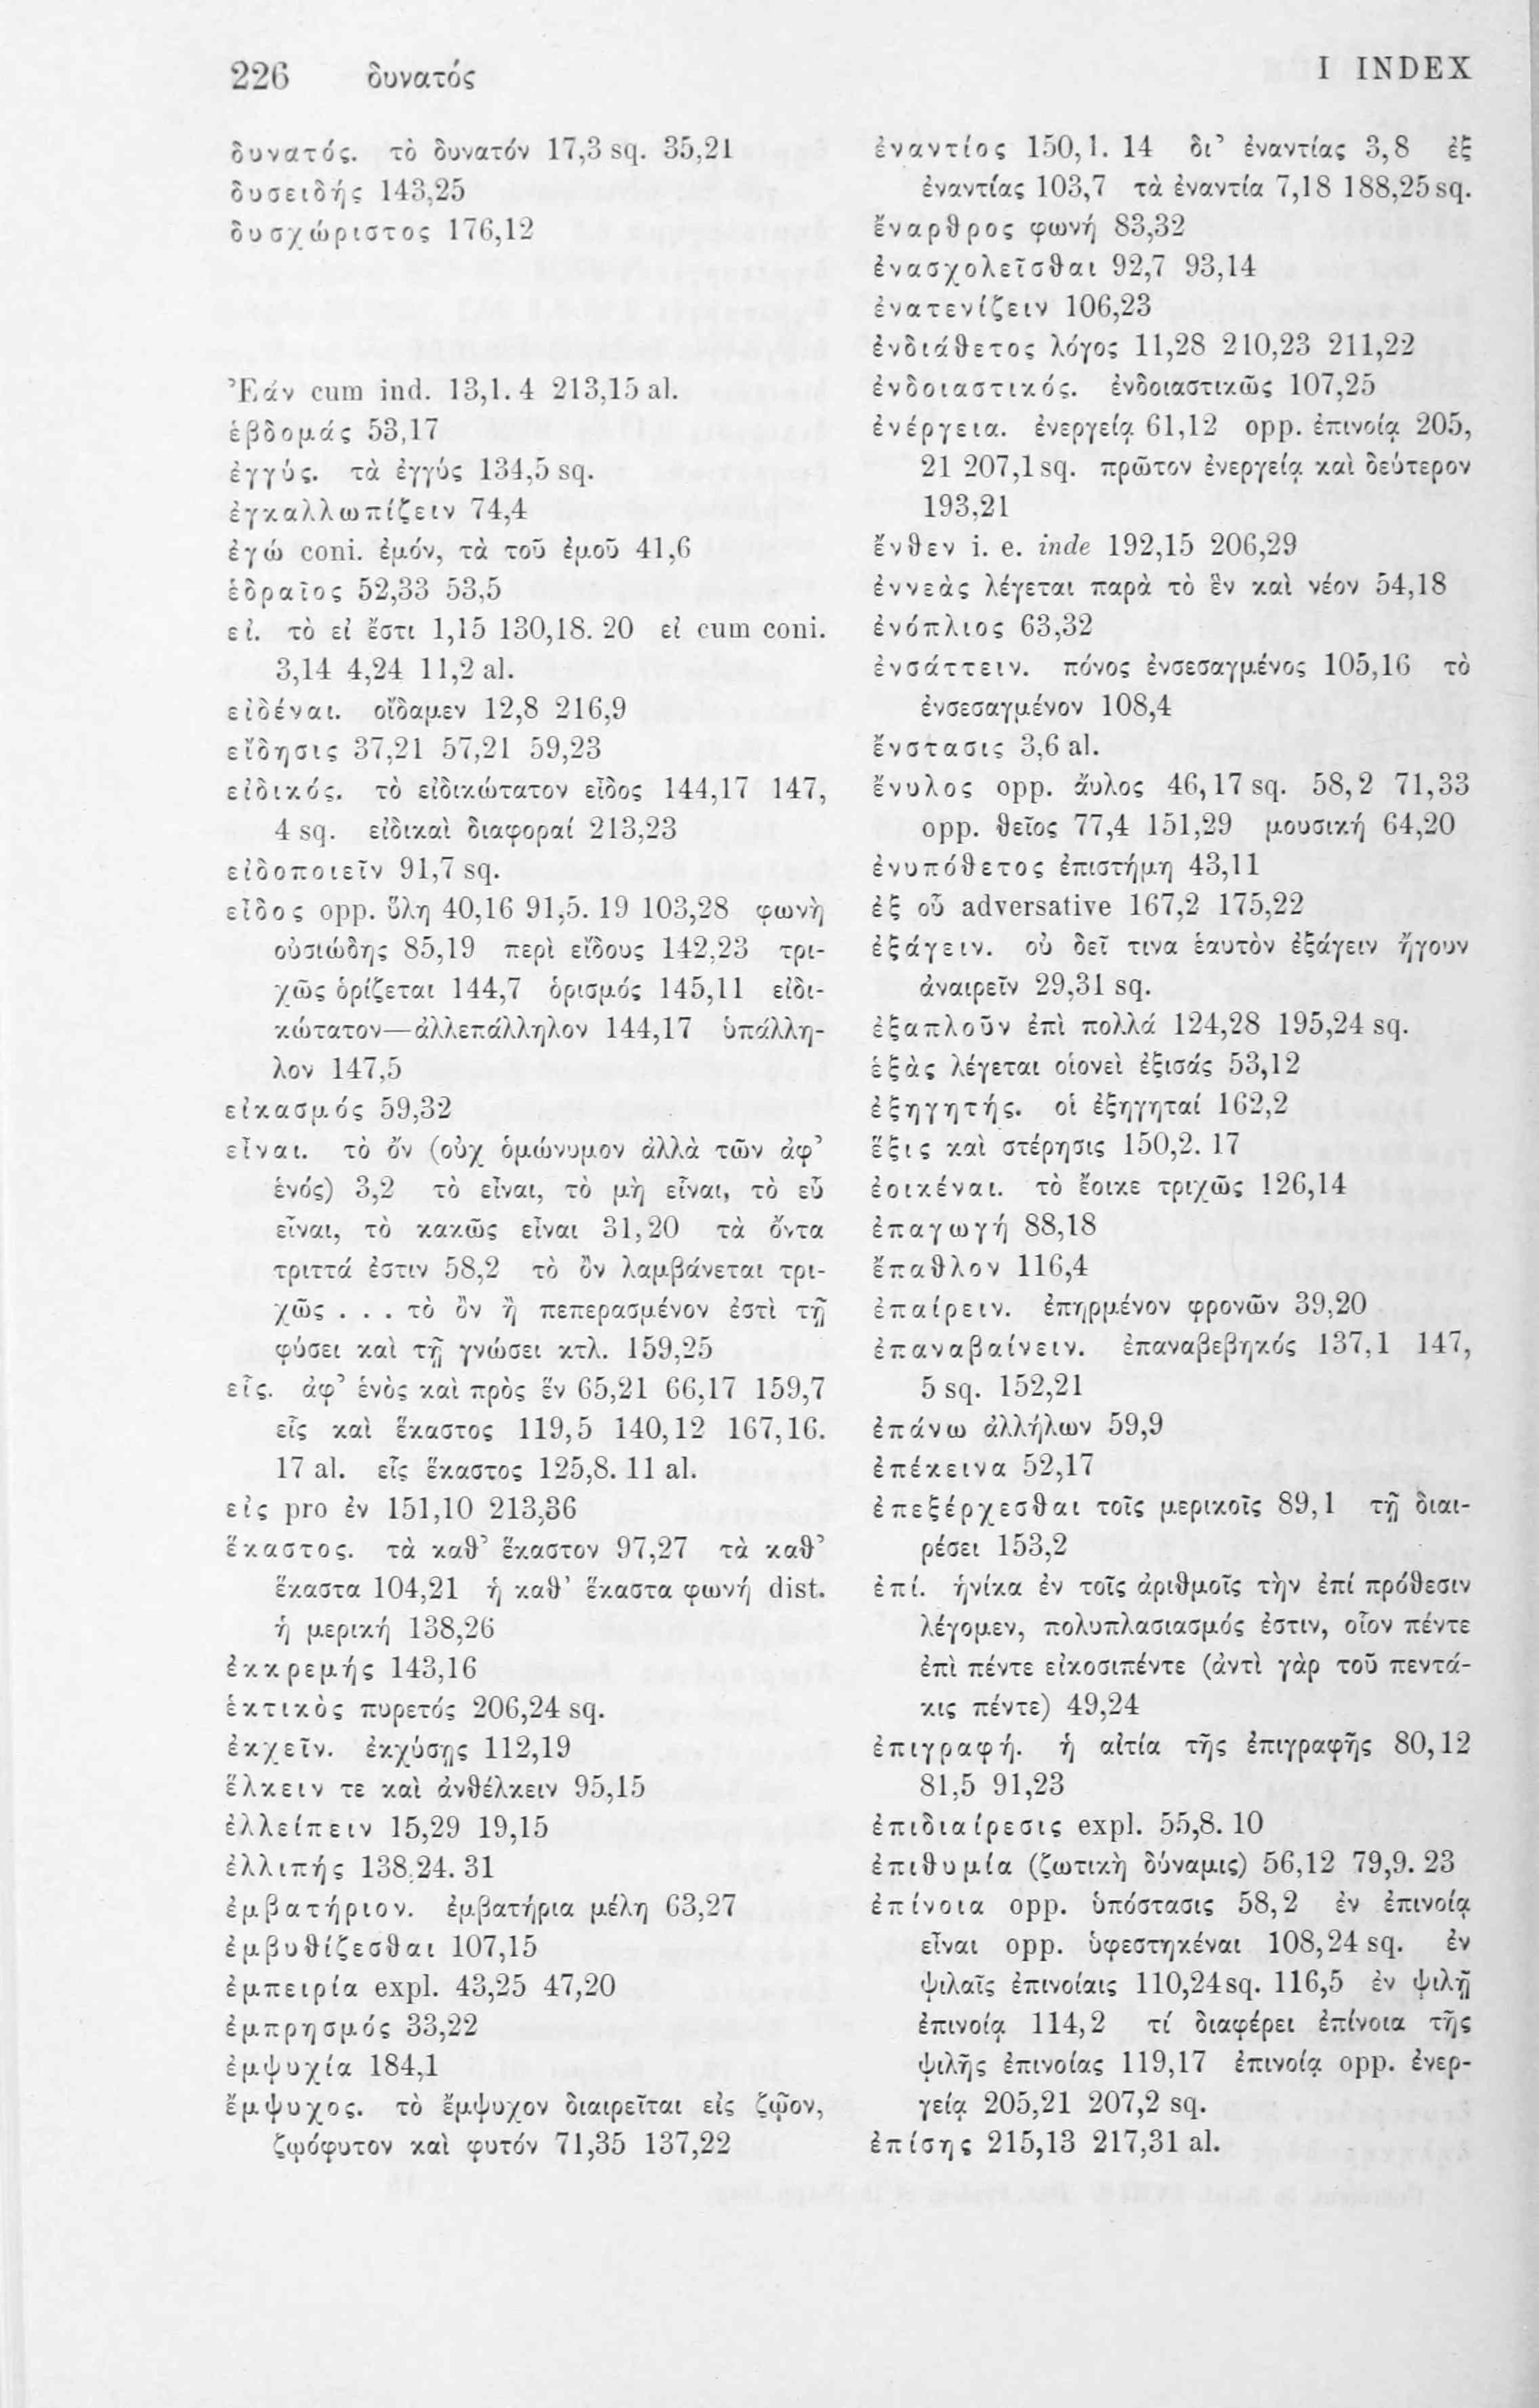 226 δυνατός
I INDEX
δυνατός. τὸ δυνατόν 17,3 sq. 35,21
δυσειδής 143,25
δυσχώριστος 176,12
Ἐάν cum ind. 13,1. 4 213,15 al.
ἑβδομάς 53,17
ἐγγύς. τὰ ἐγγύς 134,5 sq.
ἐγκαλλωπίζειν 74,4
ἐγώ coni. ἐμόν, τὰ τοῦ ἐμοῦ 41,6
ἑδραῖος 52,33 53,5
εἰ. τὸ εἰ ἔστι 1,15 130,18. 20 εἰ cum coni.
3,14 4,24 11,2 al.
εἰδέναι. οἴδαμεν 12,8 216,9
εἴδησις 37,21 57,21 59,23
εἰδικός. τὸ εἰδικώτατον εἶδος 144,17 147,
4 sq. εἰδικαὶ διαφοραί 213,23
εἰδοποιεῖν 91,7 sq.
εἶδος opp. ὕλη 40,16 91,5. 19 103,28 φωνὴ
οὐσιώδης 85,19 περὶ εἴδους 142,23 τρι-
χῶς ὁρίζεται 144,7 ὁρισμός 145,11 εἰδι-
κώτατον—ἀλλεπάλληλον 144,17 ὑπάλλη-
λον 147,5
εἰκασμός 59,32
εἶναι. τὸ ὄν (οὐχ ὁμώνυμον ἀλλὰ τῶν ἀφ’
ἑνός) 3,2 τὸ εἶναι, τὸ μὴ εἶναι, τὸ εὖ
εἶναι, τὸ κακῶς εἶναι 31,20 τὰ ὄντα
τριττά ἐστιν 58,2 τὸ ὂν λαμβάνεται τρι-
χῶς . . . τὸ ὂν ἢ πεπερασμένον ἐστὶ τῇ
φύσει καὶ τῇ γνώσει κτλ. 159,25
εἷς. ἀφ’ ἑνὸς καὶ πρὸς ἕν 65,21 66,17 159,7
εἷς καὶ ἕκαστος 119,5 140,12 167,16.
17 al. εἷς ἕκαστος 125,8. 11 al.
εἰς pro ἐν 151,10 213,36
ἕκαστος. τὰ καθ’ ἕκαστον 97,27 τὰ καθ’
ἕκαστα 104,21 ἡ καθ’ ἕκαστα φωνή dist.
ἡ μερική 138,26
ἐκκρεμής 143,16
ἑκτικὸς πυρετός 206,24 sq.
ἐκχεῖν. ἐκχύσῃς 112,19
ἕλκειν τε καὶ ἀνθέλκειν 95,15
ἐλλείπειν 15,29 19,15
ἐλλιπής 138,24. 31
ἐμβατήριον. ἐμβατήρια μέλη 63,27
ἐμβυθίζεσθαι 107,15
ἐμπειρία expl. 43,25 47,20
ἐμπρησμός 33,22
ἐμψυχία 184,1
ἔμψυχος. τὸ ἔμψυχον διαιρεῖται εἰς ζῷον,
ζῳόφυτον καὶ φυτόν 71,35 137,22
ἐναντίος 150,1. 14 δι’ ἐναντίας 3,8 ἐξ
ἐναντίας 103,7 τὰ ἐναντία 7,18 188,25 sq.
ἔναρθρος φωνή 83,32
ἐνασχολεῖσθαι 92,7 93,14
ἐνατενίζειν 106,23
ἐνδιάθετος λόγος 11,28 210,23 211,22
ἐνδοιαστικός. ἐνδοιαστικῶς 107,25
ἐνέργεια. ἐνεργείᾳ 61,12 opp. ἐπινοίᾳ 205,
21 207,1 sq. πρῶτον ἐνεργείᾳ καὶ δεύτερον
193,21
ἔνθεν i. e. inde 192,15 206,29
ἐννεὰς λέγεται παρὰ τὸ ἓν καὶ νέον 54,18
ἐνόπλιος 63,32
ἐνσάττειν. πόνος ἐνσεσαγμένος 105,16 τὸ
ἐνσεσαγμένον 108,4
ἔνστασις 3,6 al.
ἔνυλος opp. ἄυλος 46,17 sq. 58,2 71,33
opp. θεῖος 77,4 151,29 μουσική 64,20
ἐνυπόθετος ἐπιστήμη 43,11
ἐξ οὗ adversative 167,2 175,22
ἐξάγειν. οὐ δεῖ τινα ἑαυτὸν ἐξάγειν ἤγουν
ἀναιρεῖν 29,31 sq.
ἐξαπλοῦν ἐπὶ πολλά 124,28 195,24 sq.
ἑξὰς λέγεται οἱονεὶ ἐξισάς 53,12
ἐξηγητής. οἱ ἐξηγηταί 162,2
ἕξις καὶ στέρησις 150,2. 17
ἐοικέναι. τὸ ἔοικε τριχῶς 126,14
ἐπαγωγή 88,18
ἔπαθλον 116,4
ἐπαίρειν. ἐπηρμένον φρονῶν 39,20
ἐπαναβαίνειν. ἐπαναβεβηκός 137,1 147,
5 sq. 152,21
ἐπάνω ἀλλήλων 59,9
ἐπέκεινα 52,17
ἐπεξέρχεσθαι τοῖς μερικοῖς 89,1 τῇ διαι-
ρέσει 153,2
ἐπί. ἡνίκα ἐν τοῖς ἀριθμοῖς τὴν ἐπί πρόθεσιν
λέγομεν, πολυπλασιασμός ἐστιν, οἷον πέντε
ἐπὶ πέντε εἰκοσιπέντε (ἀντὶ γὰρ τοῦ πεντά-
κις πέντε) 49,24
ἐπιγραφή. ἡ αἰτία τῆς ἐπιγραφῆς 80,12
81,5 91,23
ἐπιδιαίρεσις expl. 55,8. 10
ἐπιθυμία (ζωτικὴ δύναμις) 56,12 79,9. 23
ἐπίνοια opp. ὑπόστασις 58,2 ἐν ἐπινοίᾳ
εἶναι opp. ὑφεστηκέναι 108,24 sq. ἐν
ψιλαῖς ἐπινοίαις 110,24 sq. 116,5 ἐν ψιλῇ
ἐπινοίᾳ 114,2 τί διαφέρει ἐπίνοια τῆς
ψιλῆς ἐπινοίας 119,17 ἐπινοίᾳ opp. ἐνερ-
γείᾳ 205,21 207,2 sq.
ἐπίσης 215,13 217,31 al.